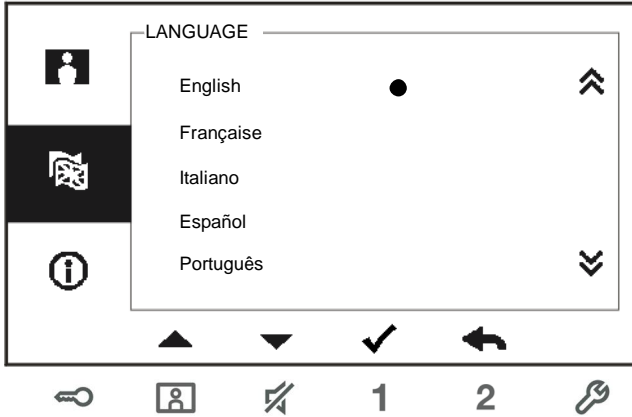 LANGUAGE
English
Française
Italiano
Español
Português
1 2